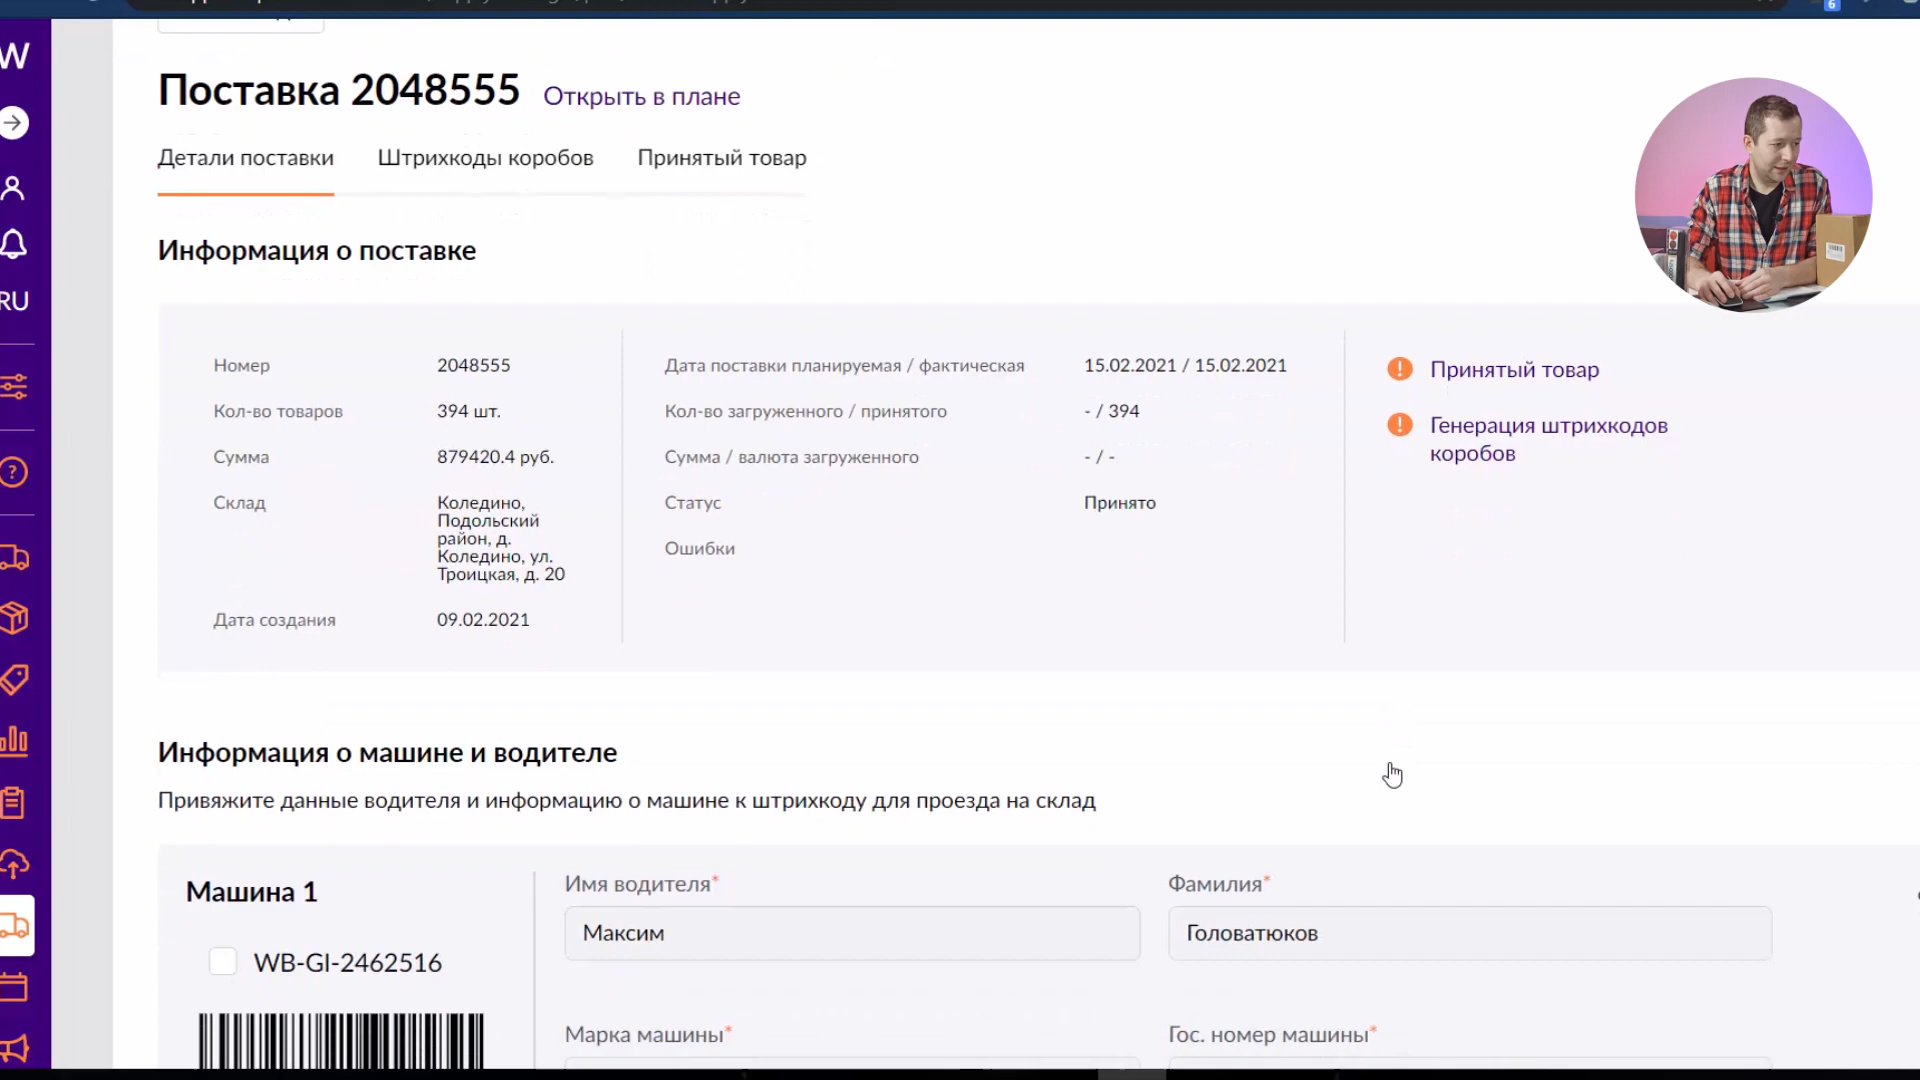 6
W
Поставка 2048555 Открыть в плане
Детали поставки Штрихкоды коробов Принятый товар
RU
Информация о поставке
Номер 2048555
Кол-во товаров 394 шт.
Сумма 879420.4 руб.
Склад Коледино,
Подольский
район, д.
Коледино, ул.
Троицкая, д. 20
Дата создания 09.02.2021
Дата поставки планируемая / фактическая 15.02.2021 / 15.02.2021
Кол-во загруженного / принятого - / 394
Сумма / валюта загруженного - / -
Статус Принято
Ошибки
Принятый товар
Генерация штрихкодов
коробов
Информация о машине и водителе
Привяжите данные водителя и информацию о машине к штрихкоду для проезда на склад
Машина 1
WB-GI-2462516
Имя водителя* Фамилия*
Максим Головатюков
Марка машины* Гос. номер машины*